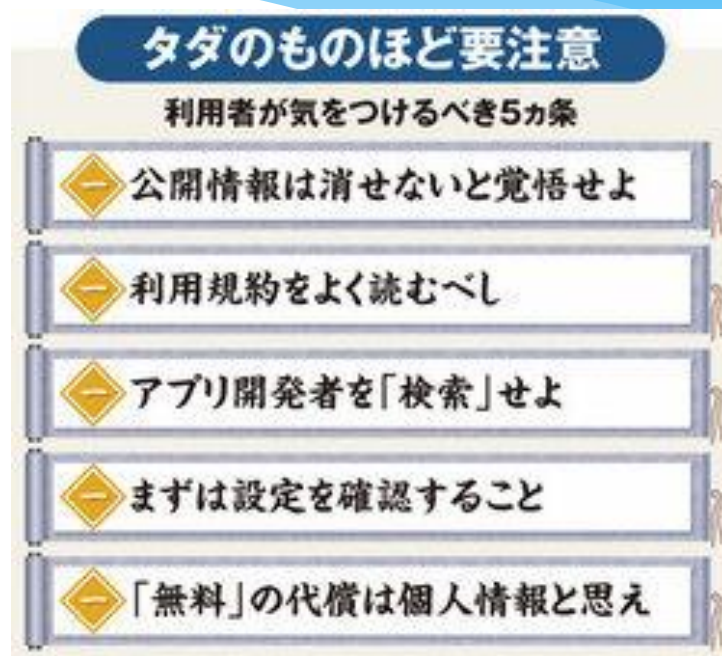 タダのものほど要注意
利用者が気をつけるべき5ヵ条
一 公開情報は消せないと覚悟せよ
一 利用規約をよく読むべし
一 アプリ開発者を「検索」せよ
一 まずは設定を確認すること
一 「無料」の代償は個人情報と思え